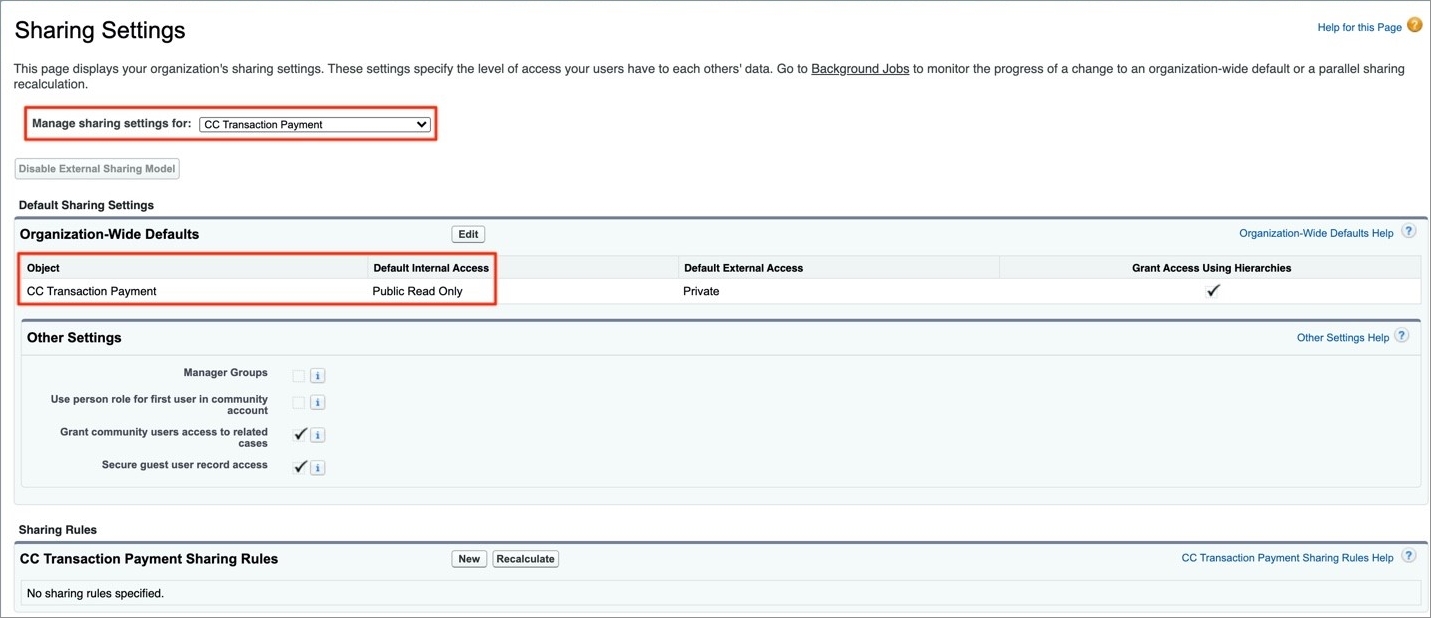 Sharing Settings
Help for this Page ?
This page displays your organization's sharing settings. These settings specify the level of access your users have to each others' data. Go to Background Jobs to monitor the progress of a change to an organization-wide default or a parallel sharing
recalculation.
Manage sharing settings for: CC Transaction Payment
Disable External Sharing Model
Default Sharing Settings
Organization-Wide Defaults Edit Organization-Wide Defaults Help ?
Object Default Internal Access Default External Access Grant Access Using Hierarchies
CC Transaction Payment Public Read Only Private
Other Settings Other Settings Help ?
Manager Groups i
Use person role for first user in community
account i
Grant community users access to related
cases i
Secure guest user record access i
Sharing Rules
CC Transaction Payment Sharing Rules New Recalculate CC Transaction Payment Sharing Rules Help ?
No sharing rules specified.